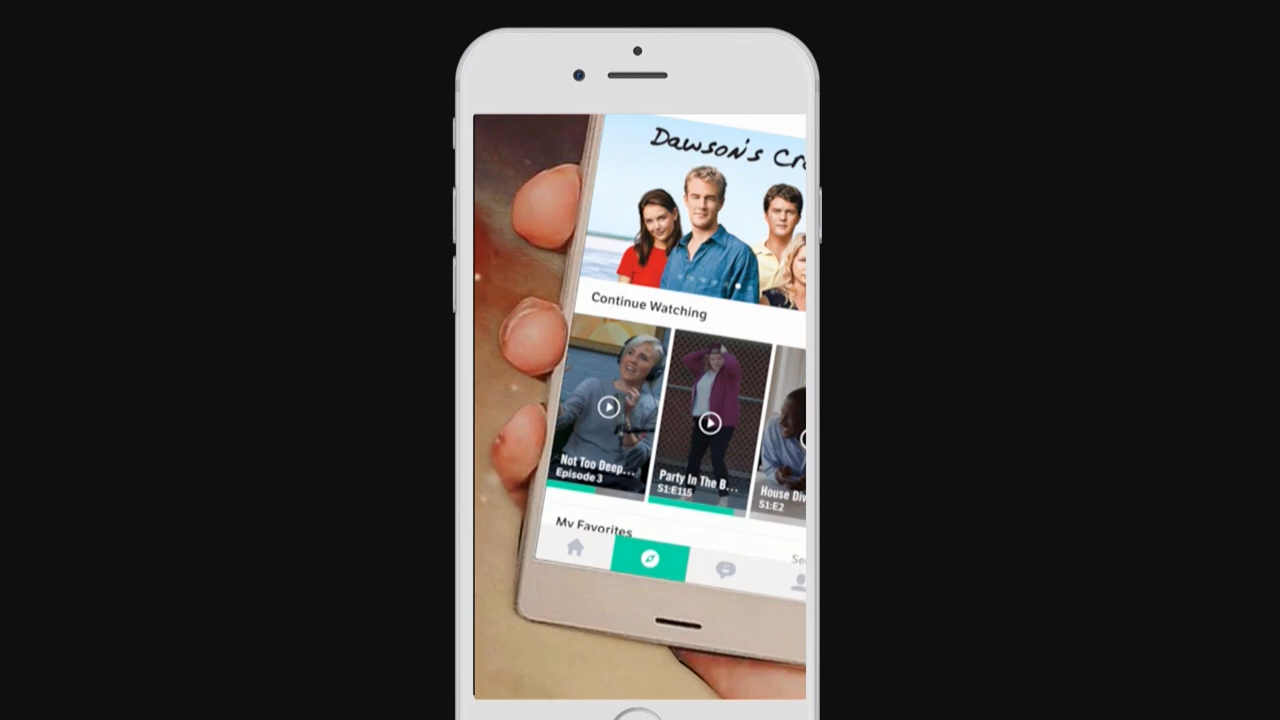 Dawson's Cr
Continue Watching
Not Too Deep...
Episode 3
Party In The B...
S1:E115
House Div
S1:E2
My Favorites
Se